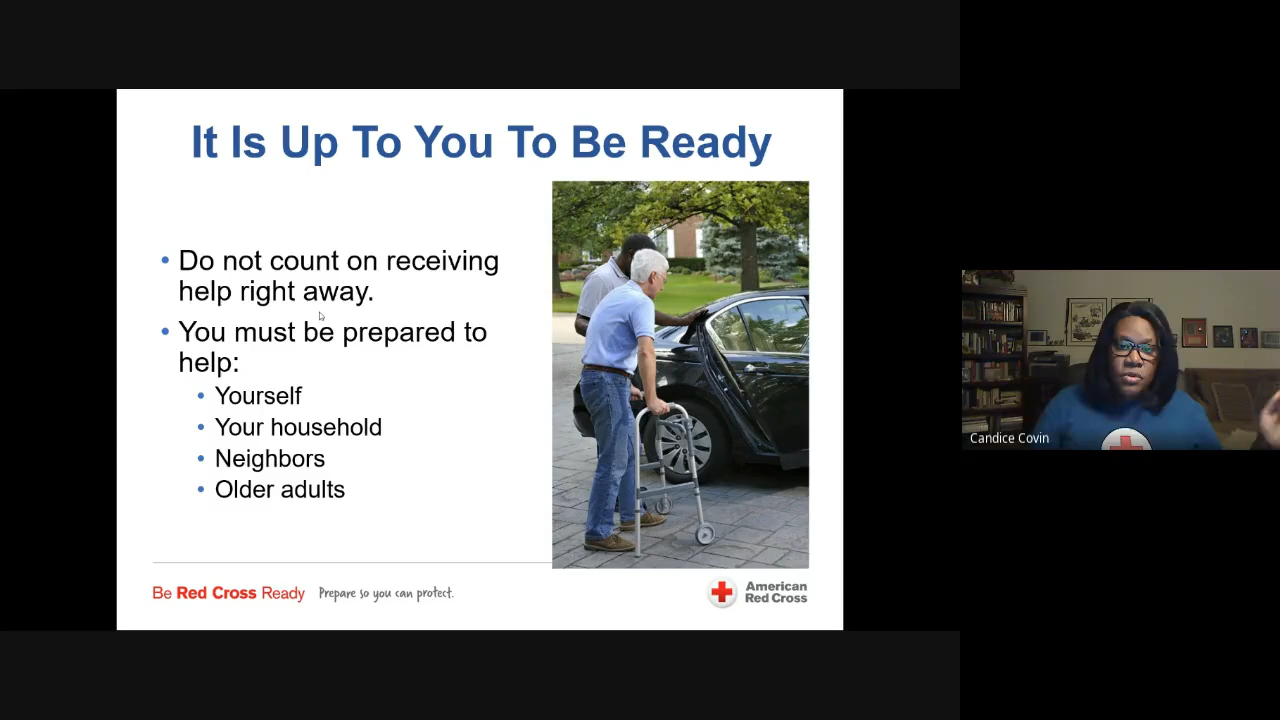 It Is Up To You To Be Ready
• Do not count on receiving
help right away.
• You must be prepared to
help:
• Yourself
• Your household
• Neighbors
• Older adults
Be Red Cross Ready Prepare so you can protect.
American
Red Cross
Candice Covin